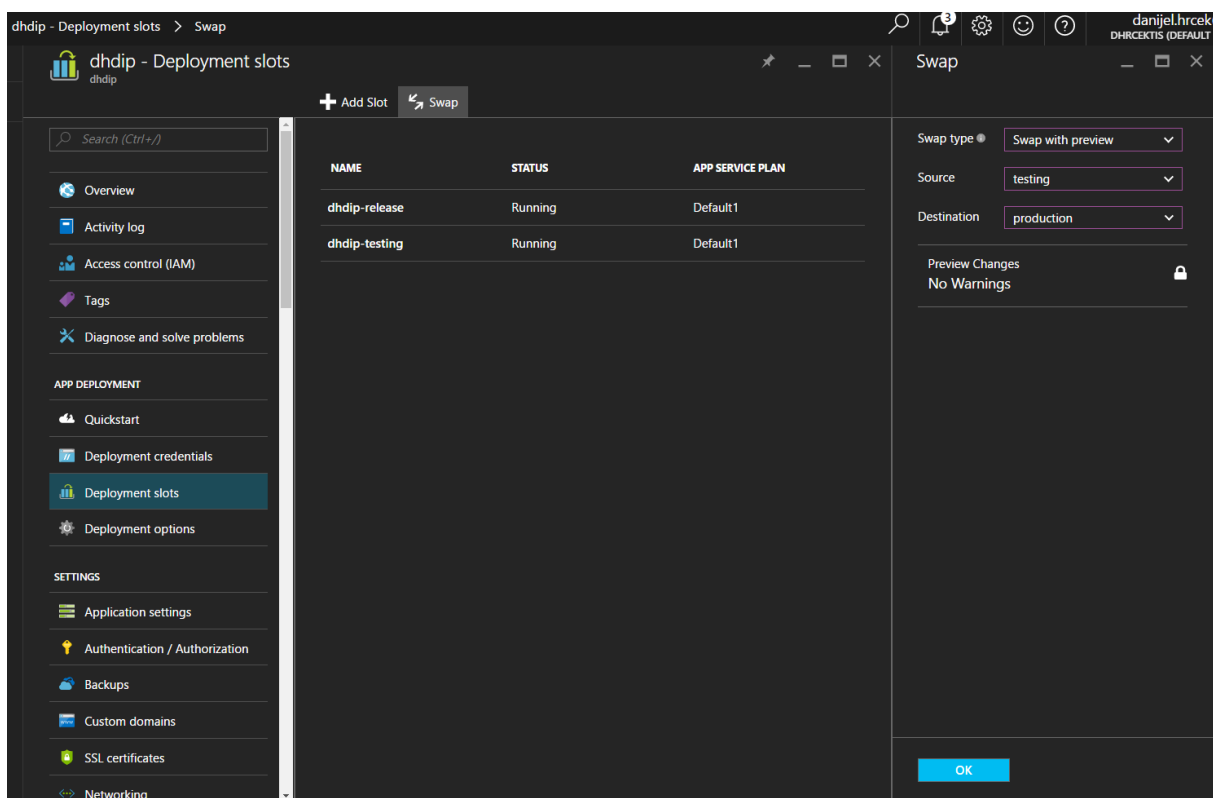 dhdip - Deployment slots > Swap
3
danijel.hrcek
DHRCEKTIS (DEFAULT
dhdip - Deployment slots
dhdip
Add Slot
Swap
Search (Ctrl+/)
Overview
Activity log
Access control (IAM)
Tags
Diagnose and solve problems
APP DEPLOYMENT
Quickstart
Deployment credentials
Deployment slots
Deployment options
SETTINGS
Application settings
Authentication / Authorization
Backups
Custom domains
SSL certificates
Networking
NAME STATUS APP SERVICE PLAN
dhdip-release Running Default1
dhdip-testing Running Default1
Swap
Swap type Swap with preview
Source testing
Destination production
Preview Changes
No Warnings
OK